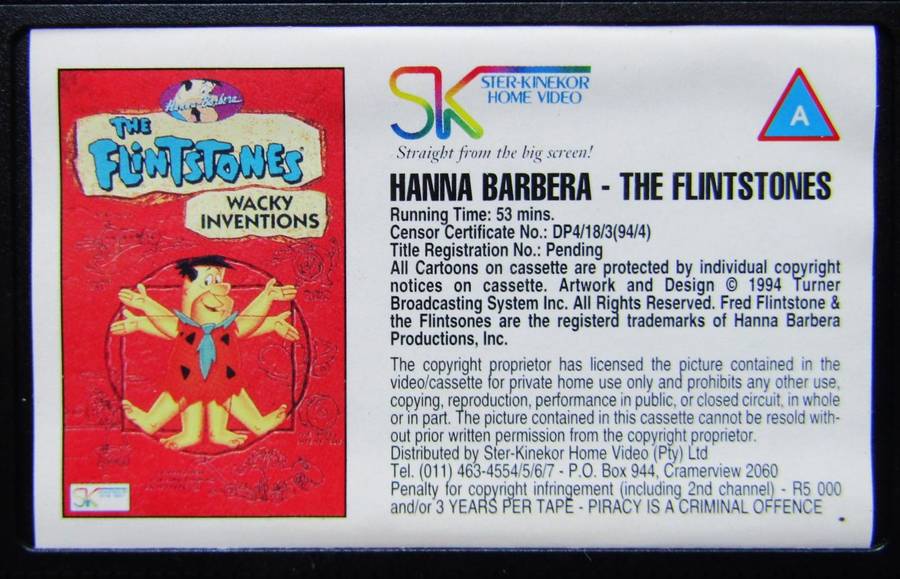 Hanna-Barbera
THE
FLINTSTONES
WACKY
INVENTIONS
SK
SK
STER-KINEKOR
HOME VIDEO
Straight from the big screen!
A
HANNA BARBERA - THE FLINTSTONES
Running Time: 53 mins.
Censor Certificate No.: DP4/18/3(94/4)
Title Registration No.: Pending
All Cartoons on cassette are protected by individual copyright
notices on cassette. Artwork and Design © 1994 Turner
Broadcasting System Inc. All Rights Reserved. Fred Flintstone &
the Flintsones are the registerd trademarks of Hanna Barbera
Productions, Inc.
The copyright proprietor has licensed the picture contained in the
video/cassette for private home use only and prohibits any other use,
copying, reproduction, performance in public, or closed circuit, in whole
or in part. The picture contained in this cassette cannot be resold with-
out prior written permission from the copyright proprietor.
Distributed by Ster-Kinekor Home Video (Pty) Ltd
Tel. (011) 463-4554/5/6/7 - P.O. Box 944, Cramerview 2060
Penalty for copyright infringement (including 2nd channel) - R5 000
and/or 3 YEARS PER TAPE - PIRACY IS A CRIMINAL OFFENCE